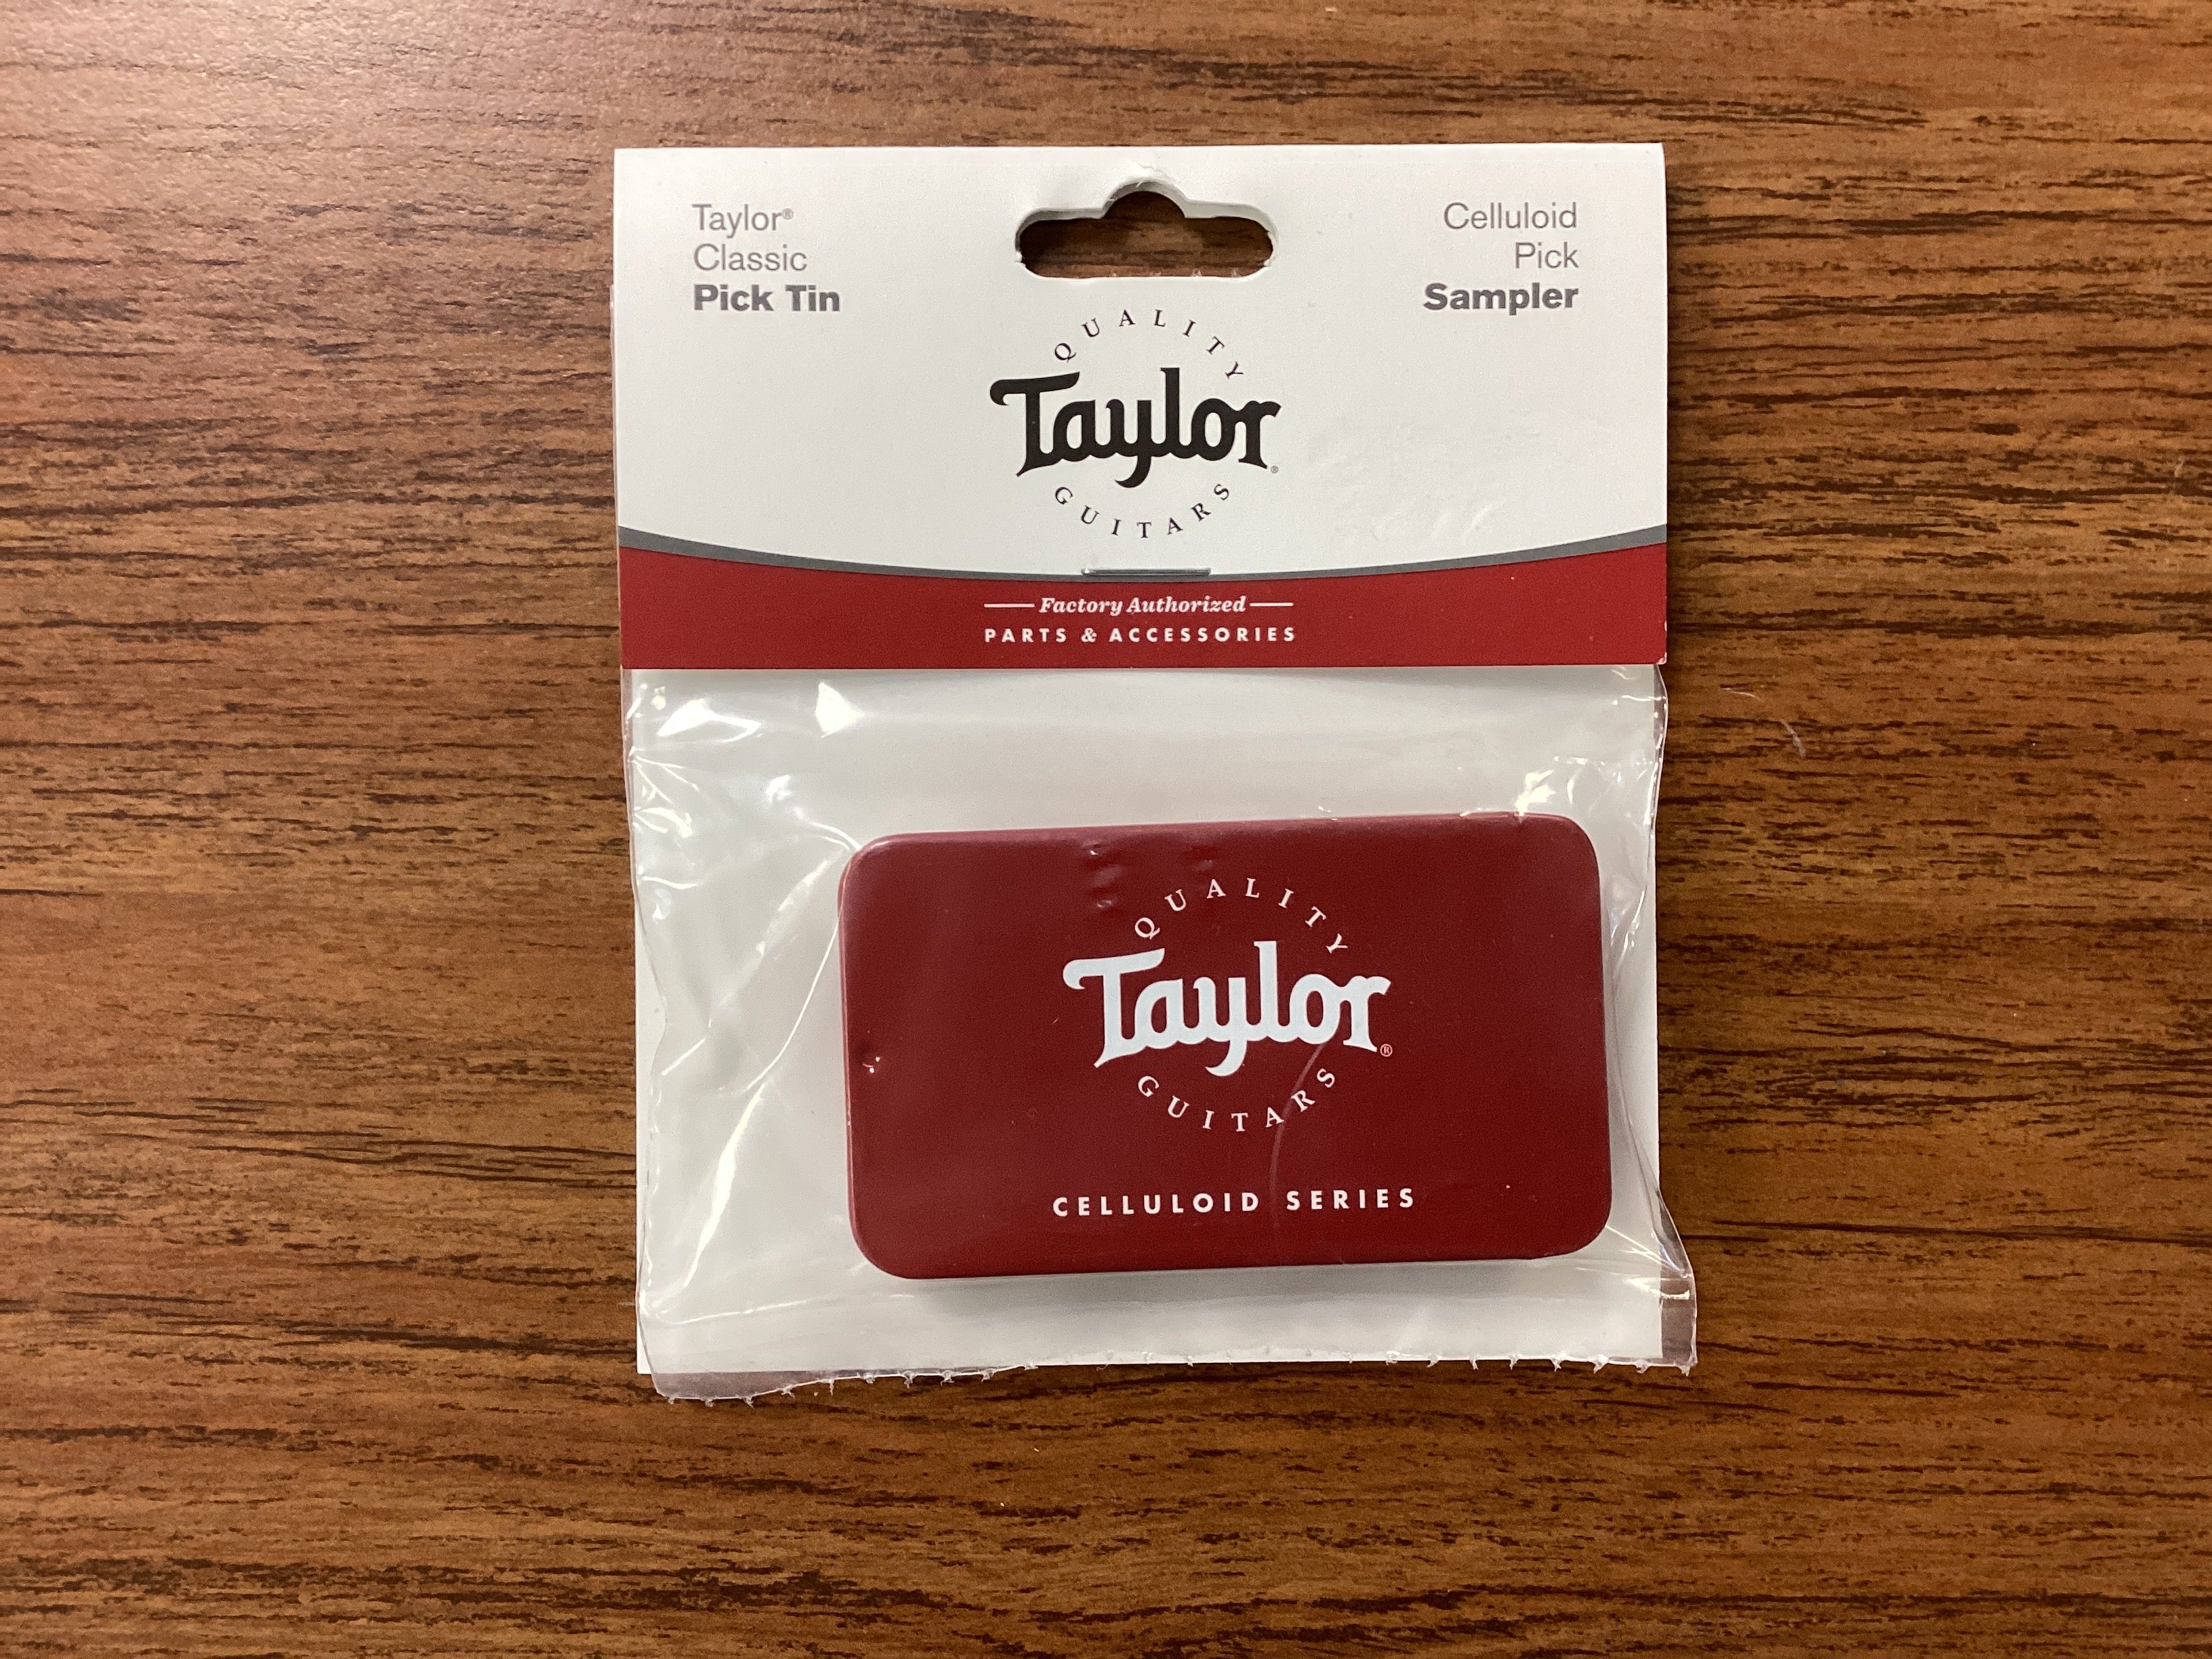 Taylor®
Classic
Pick Tin
Celluloid
Pick
Sampler
QUALITY
Taylor®
GUITARS
Factory Authorized
PARTS & ACCESSORIES
QUALITY
Taylor®
GUITARS
CELLULOID SERIES